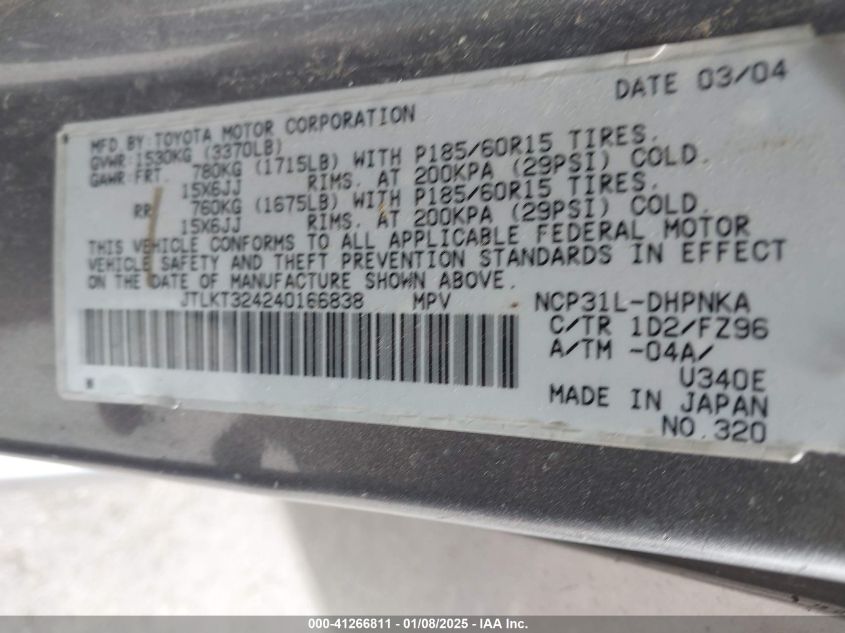 DATE 03/04
MFD.BY:TOYOTA MOTOR CORPORATION
GVWR:1530KG (3370LB)
GAWR:FRT. 780KG (1715LB) WITH P185/60R15 TIRES.
15X6JJ RIMS. AT 200KPA (29PSI) COLD.
RR 760KG (1675LB) WITH P185/60R15 TIRES.
15X6JJ RIMS. AT 200KPA (29PSI) COLD.
THIS VEHICLE CONFORMS TO ALL APPLICABLE FEDERAL MOTOR
VEHICLE SAFETY AND THEFT PREVENTION STANDARDS IN EFFECT
ON THE DATE OF MANUFACTURE SHOWN ABOVE.
JTLKT324240166838 MPV NCP31L-DHPNKA
C/TR 1D2/FZ96
A/TM -04A/
U340E
MADE IN JAPAN
NO.320
000-41266811 - 01/08/2025 - IAA Inc.